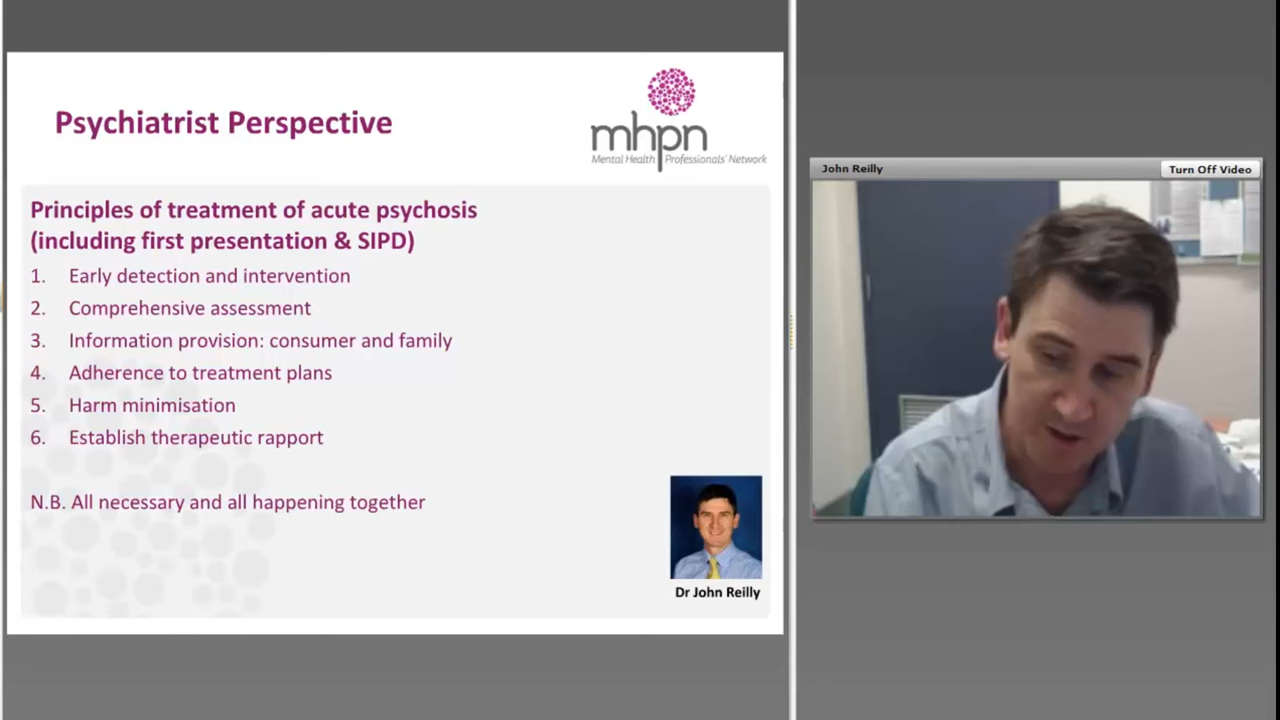 Psychiatrist Perspective
mhpn
Mental Health Professionals' Network
Principles of treatment of acute psychosis
(including first presentation & SIPD)
1. Early detection and intervention
2. Comprehensive assessment
3. Information provision: consumer and family
4. Adherence to treatment plans
5. Harm minimisation
6. Establish therapeutic rapport
N.B. All necessary and all happening together
Dr John Reilly
John Reilly
Turn Off Video